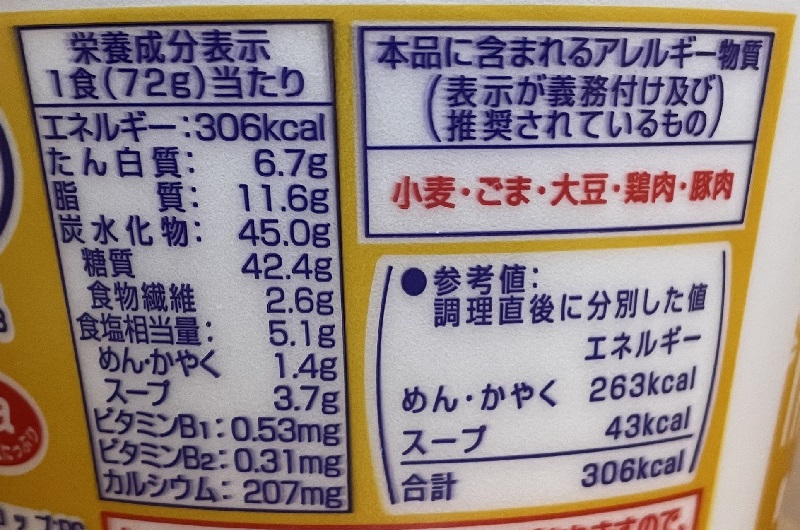 栄養成分表示
1食(72g)当たり
エネルギー:306kcal
たん白質: 6.7g
脂質: 11.6g
炭水化物: 45.0g
糖質 42.4g
食物繊維 2.6g
食塩相当量: 5.1g
めん・かやく 1.4g
スープ 3.7g
ビタミンB1: 0.53mg
ビタミンB2: 0.31mg
カルシウム: 207mg
本品に含まれるアレルギー物質
(表示が義務付け及び
推奨されているもの)
小麦・ごま・大豆・鶏肉・豚肉
●参考値:
調理直後に分別した値
エネルギー
めん・かやく 263kcal
スープ 43kcal
合計 306kcal